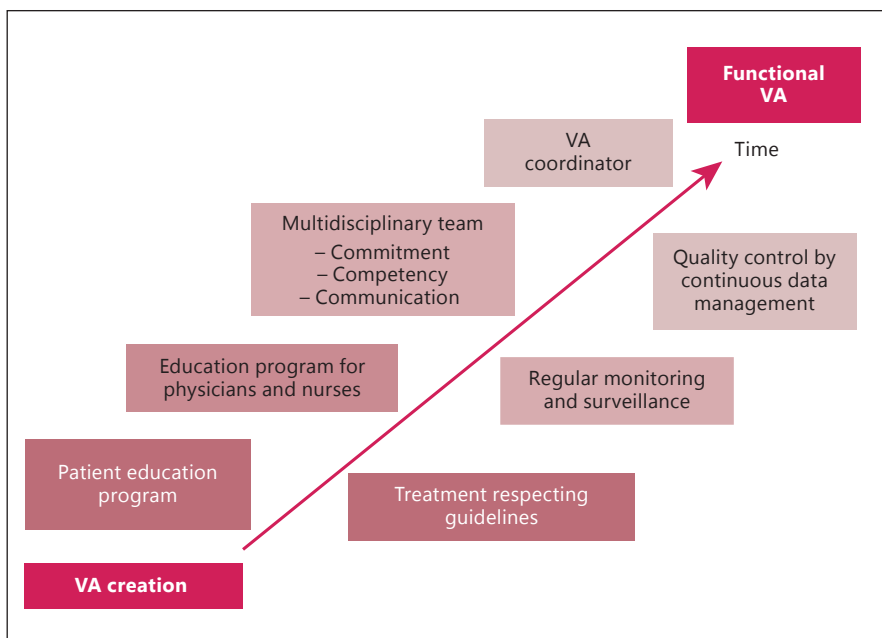 Functional
VA
VA
coordinator
Time
Multidisciplinary team
– Commitment
– Competency
– Communication
Quality control by
continuous data
management
Education program for
physicians and nurses
Regular monitoring
and surveillance
Patient education
program
Treatment respecting
guidelines
VA creation